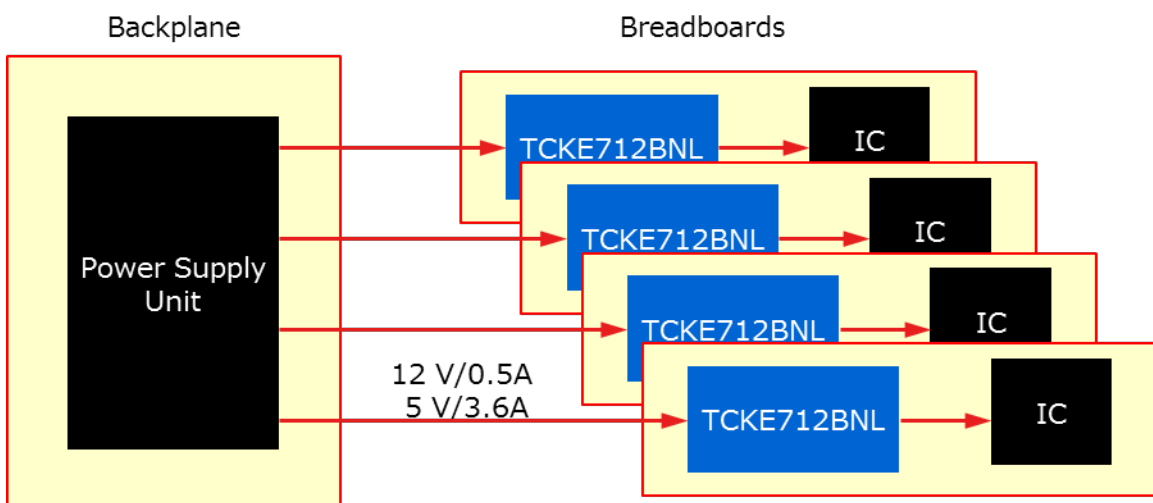 Backplane
Breadboards
TCKE712BNL
IC
TCKE712BNL
IC
Power Supply
Unit
TCKE712BNL
IC
12 V/0.5A
5 V/3.6A
TCKE712BNL
IC